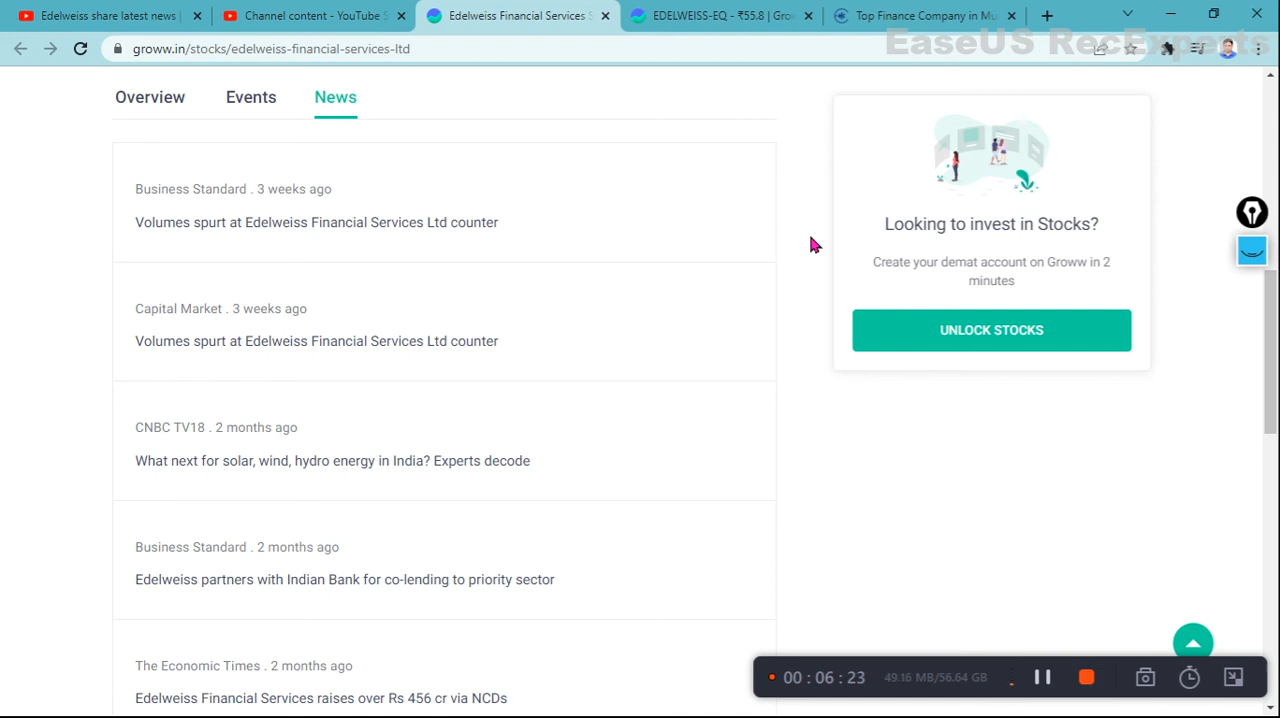 Edelweiss share latest news |
Channel content - YouTube S
Edelweiss Financial Services S
EDELWEISS-EQ - ₹55.8 | Grow
Top Finance Company in Mu
groww.in/stocks/edelweiss-financial-services-ltd
EaseUS RecExperts
Overview
Events
News
Business Standard . 3 weeks ago
Volumes spurt at Edelweiss Financial Services Ltd counter
Capital Market . 3 weeks ago
Volumes spurt at Edelweiss Financial Services Ltd counter
CNBC TV18 . 2 months ago
What next for solar, wind, hydro energy in India? Experts decode
Business Standard . 2 months ago
Edelweiss partners with Indian Bank for co-lending to priority sector
The Economic Times . 2 months ago
Edelweiss Financial Services raises over Rs 456 cr via NCDs
Looking to invest in Stocks?
Create your demat account on Groww in 2
minutes
UNLOCK STOCKS
00 : 06 : 23
49.16 MB/56.64 GB